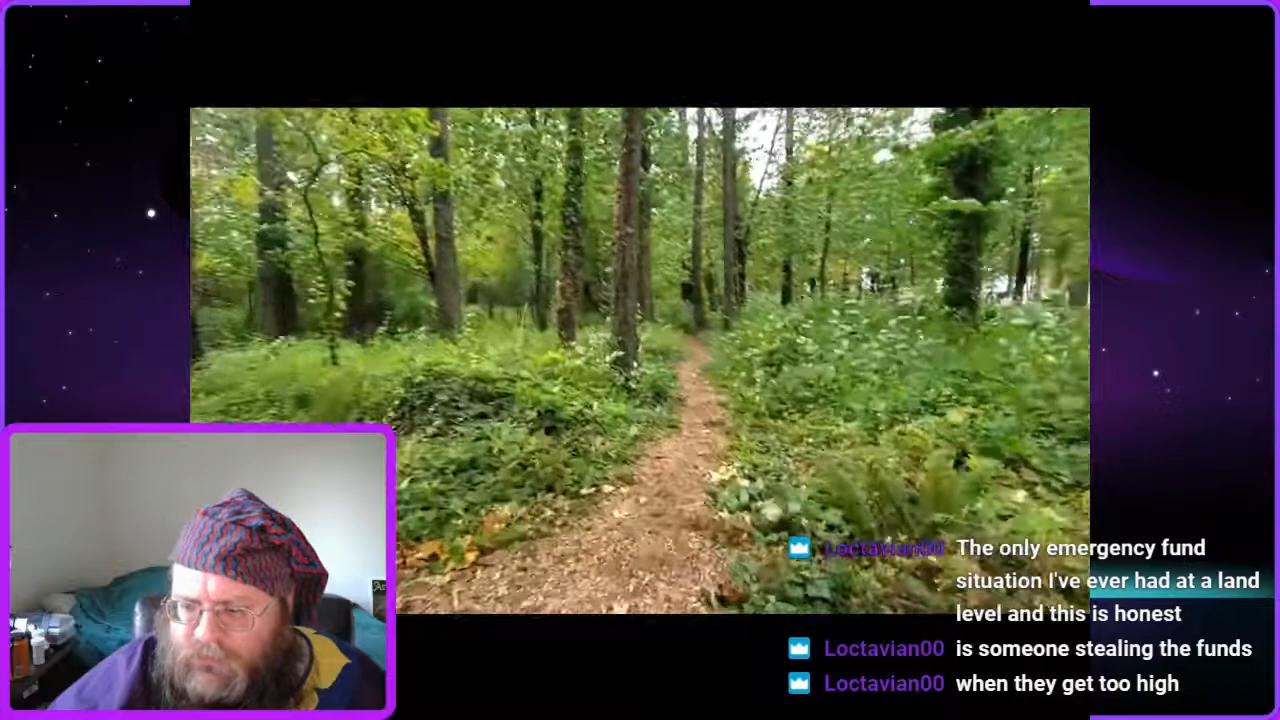 Loctavian00 The only emergency fund
situation I've ever had at a land
level and this is honest
Loctavian00 is someone stealing the funds
Loctavian00 when they get too high